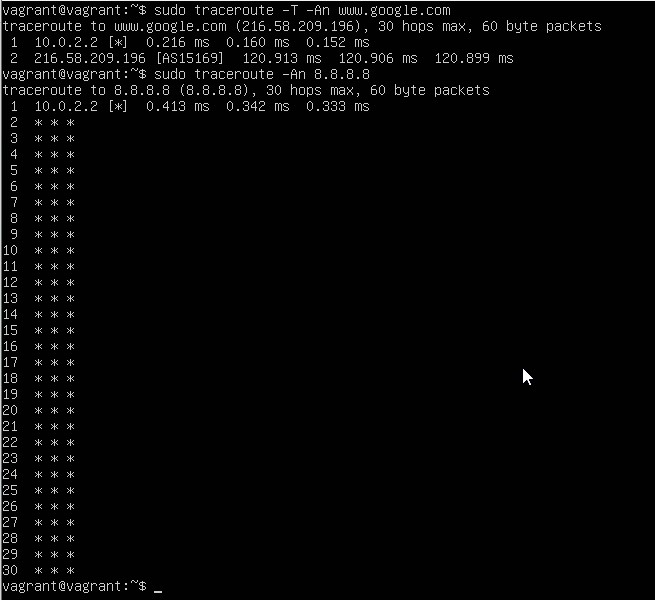 vagrant@vagrant:~$ sudo traceroute -T -An www.google.com
traceroute to www.google.com (216.58.209.196), 30 hops max, 60 byte packets
 1  10.0.2.2 [*]  0.216 ms  0.160 ms  0.152 ms
 2  216.58.209.196 [AS15169]  120.913 ms  120.906 ms  120.899 ms
vagrant@vagrant:~$ sudo traceroute -An 8.8.8.8
traceroute to 8.8.8.8 (8.8.8.8), 30 hops max, 60 byte packets
 1  10.0.2.2 [*]  0.413 ms  0.342 ms  0.333 ms
 2  * * *
 3  * * *
 4  * * *
 5  * * *
 6  * * *
 7  * * *
 8  * * *
 9  * * *
10  * * *
11  * * *
12  * * *
13  * * *
14  * * *
15  * * *
16  * * *
17  * * *
18  * * *
19  * * *
20  * * *
21  * * *
22  * * *
23  * * *
24  * * *
25  * * *
26  * * *
27  * * *
28  * * *
29  * * *
30  * * *
vagrant@vagrant:~$ _